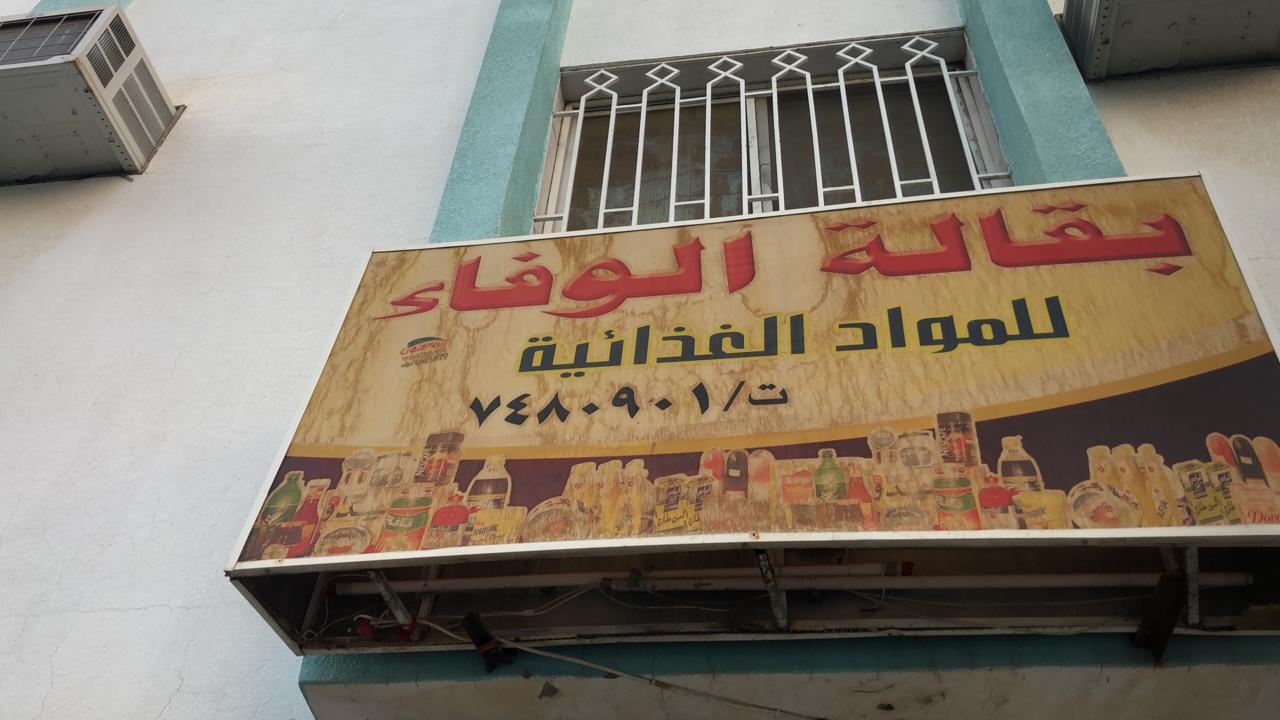 بقالة الوفاء
للمواد الغذائية
ت/٧٤٨٠٩٠١